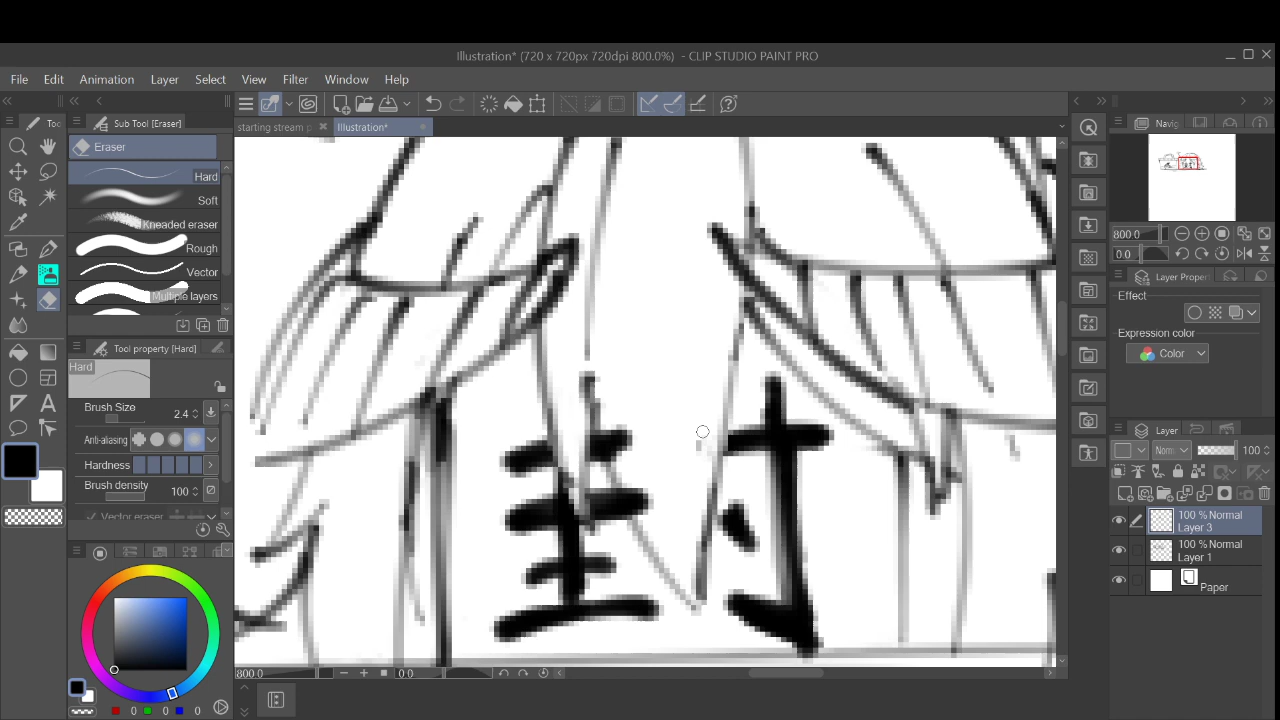 Illustration* (720 x 720px 720dpi 800.0%) - CLIP STUDIO PAINT PRO
File Edit Animation Layer Select View Filter Window Help
Sub Tool [Eraser]
Eraser
Hard
Soft
Kneaded eraser
Rough
Vector
Multiple layers
Tool property [Hard]
Hard
Brush Size 2.4
Anti-aliasing
Hardness
Brush density 100
Vector eraser
0 0 0
starting stream p
Illustration*
封
800.0 0.0
Navig
800.0
0.0
Layer Proper
Effect
Expression color
Color
Layer
Norm 100
100 % Normal
Layer 3
100 % Normal
Layer 1
Paper